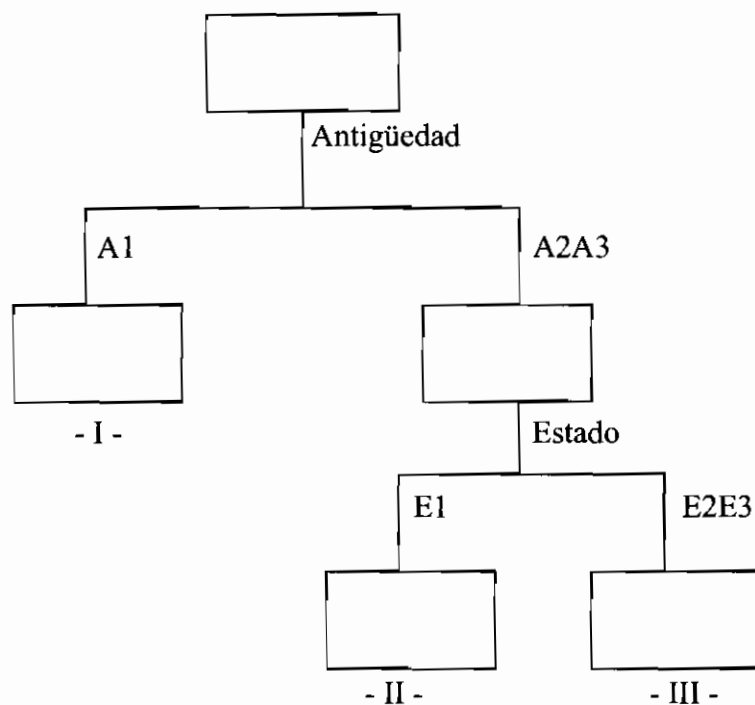 Antigüedad
A1
A2A3
- I -
Estado
E1
E2E3
- II -
- III -